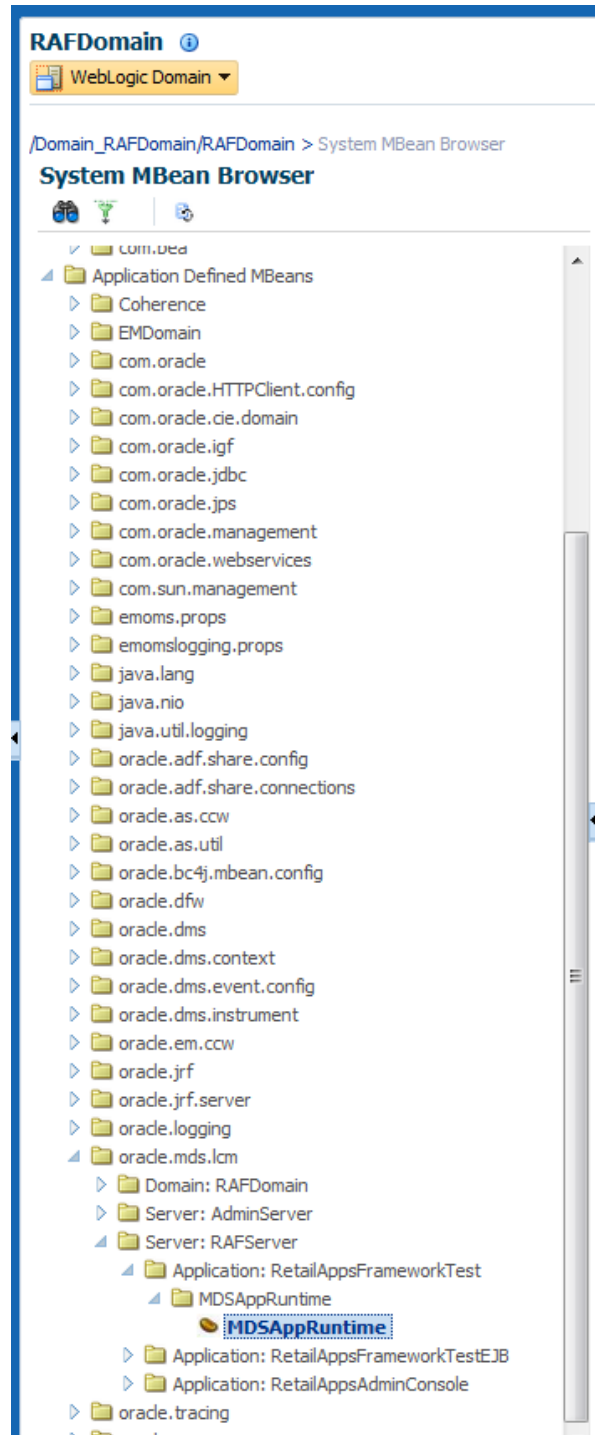 RAFDomain
WebLogic Domain
/Domain_RAFDomain/RAFDomain > System MBean Browser
System MBean Browser
com.bea
Application Defined MBeans
Coherence
EMDomain
com.oracle
com.oracle.HTTPClient.config
com.oracle.cie.domain
com.oracle.igf
com.oracle.jdbc
com.oracle.jps
com.oracle.management
com.oracle.webservices
com.sun.management
emoms.props
emomslogging.props
java.lang
java.nio
java.util.logging
oracle.adf.share.config
oracle.adf.share.connections
oracle.as.ccw
oracle.as.util
oracle.bc4j.mbean.config
oracle.dfw
oracle.dms
oracle.dms.context
oracle.dms.event.config
oracle.dms.instrument
oracle.em.ccw
oracle.jrf
oracle.jrf.server
oracle.logging
oracle.mds.lcm
Domain: RAFDomain
Server: AdminServer
Server: RAFServer
Application: RetailAppsFrameworkTest
MDSAppRuntime
MDSAppRuntime
Application: RetailAppsFrameworkTestEJB
Application: RetailAppsAdminConsole
oracle.tracing